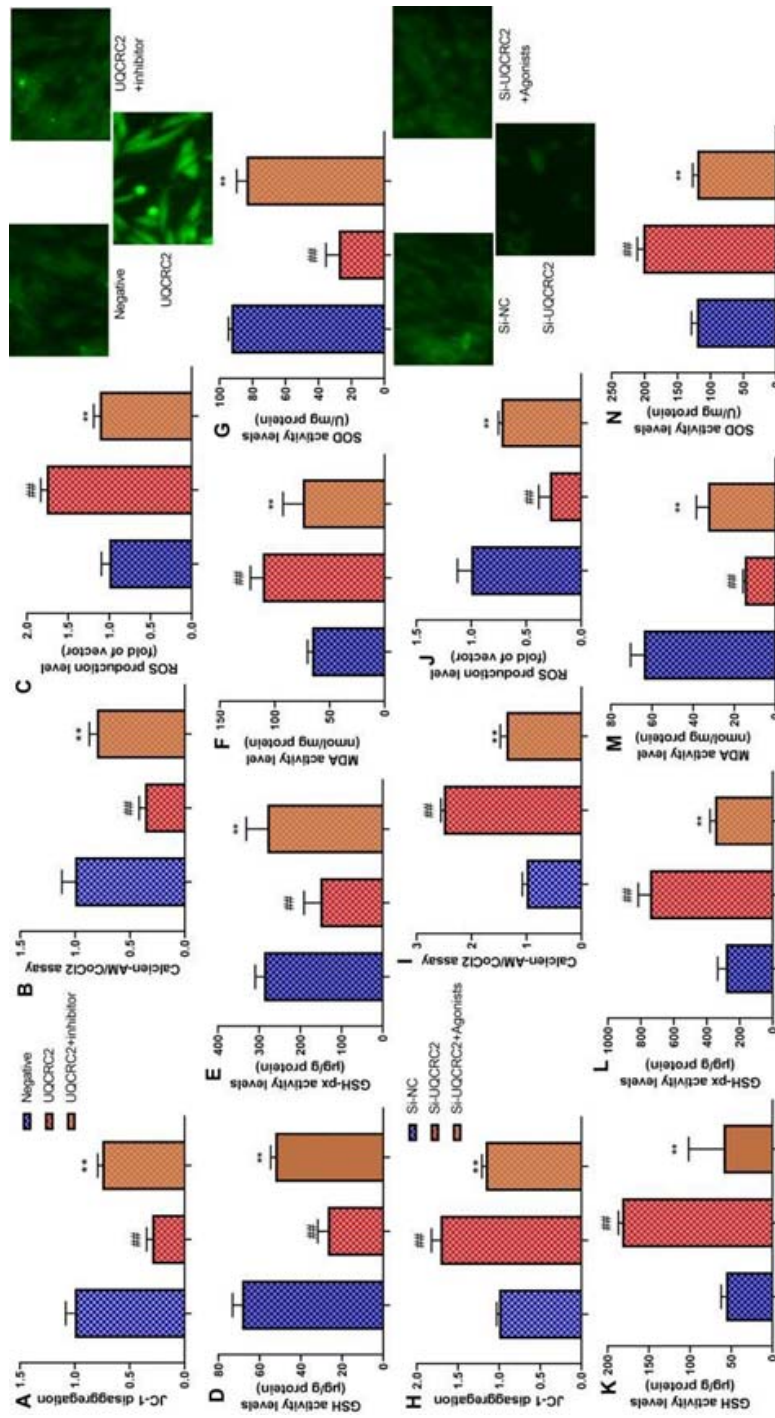 A
JC-1 disaggregation
1.5
1.0
0.5
0.0
Negative
UQCRC2
UQCRC2+inhibitor
**
##
B
Calcien-AM/CoCl2 assay
1.5
1.0
0.5
0.0
##
**
C
ROS production level
(fold of vector)
2.0
1.5
1.0
0.5
0.0
##
**
Negative
UQCRC2
UQCRC2
+inhibitor
D
GSH activity levels
(µg/g protein)
80
60
40
20
0
##
**
E
GSH-px activity levels
(µg/g protein)
400
300
200
100
0
##
**
F
MDA activity level
(nmol/mg protein)
150
100
50
0
##
**
G
SOD activity levels
(U/mg protein)
100
80
60
40
20
0
##
**
H
JC-1 disaggregation
2.0
1.5
1.0
0.5
0.0
Si-NC
Si-UQCRC2
Si-UQCRC2+Agonists
##
**
I
Calcien-AM/CoCl2 assay
3
2
1
0
##
**
J
ROS production level
(fold of vector)
1.5
1.0
0.5
0.0
##
**
Si-NC
Si-UQCRC2
Si-UQCRC2
+Agonists
K
GSH activity levels
(µg/g protein)
200
150
100
50
0
##
**
L
GSH-px activity levels
(µg/g protein)
1000
800
600
400
200
0
##
**
M
MDA activity level
(nmol/mg protein)
80
60
40
20
0
##
**
N
SOD activity levels
(U/mg protein)
250
200
150
100
50
0
##
**